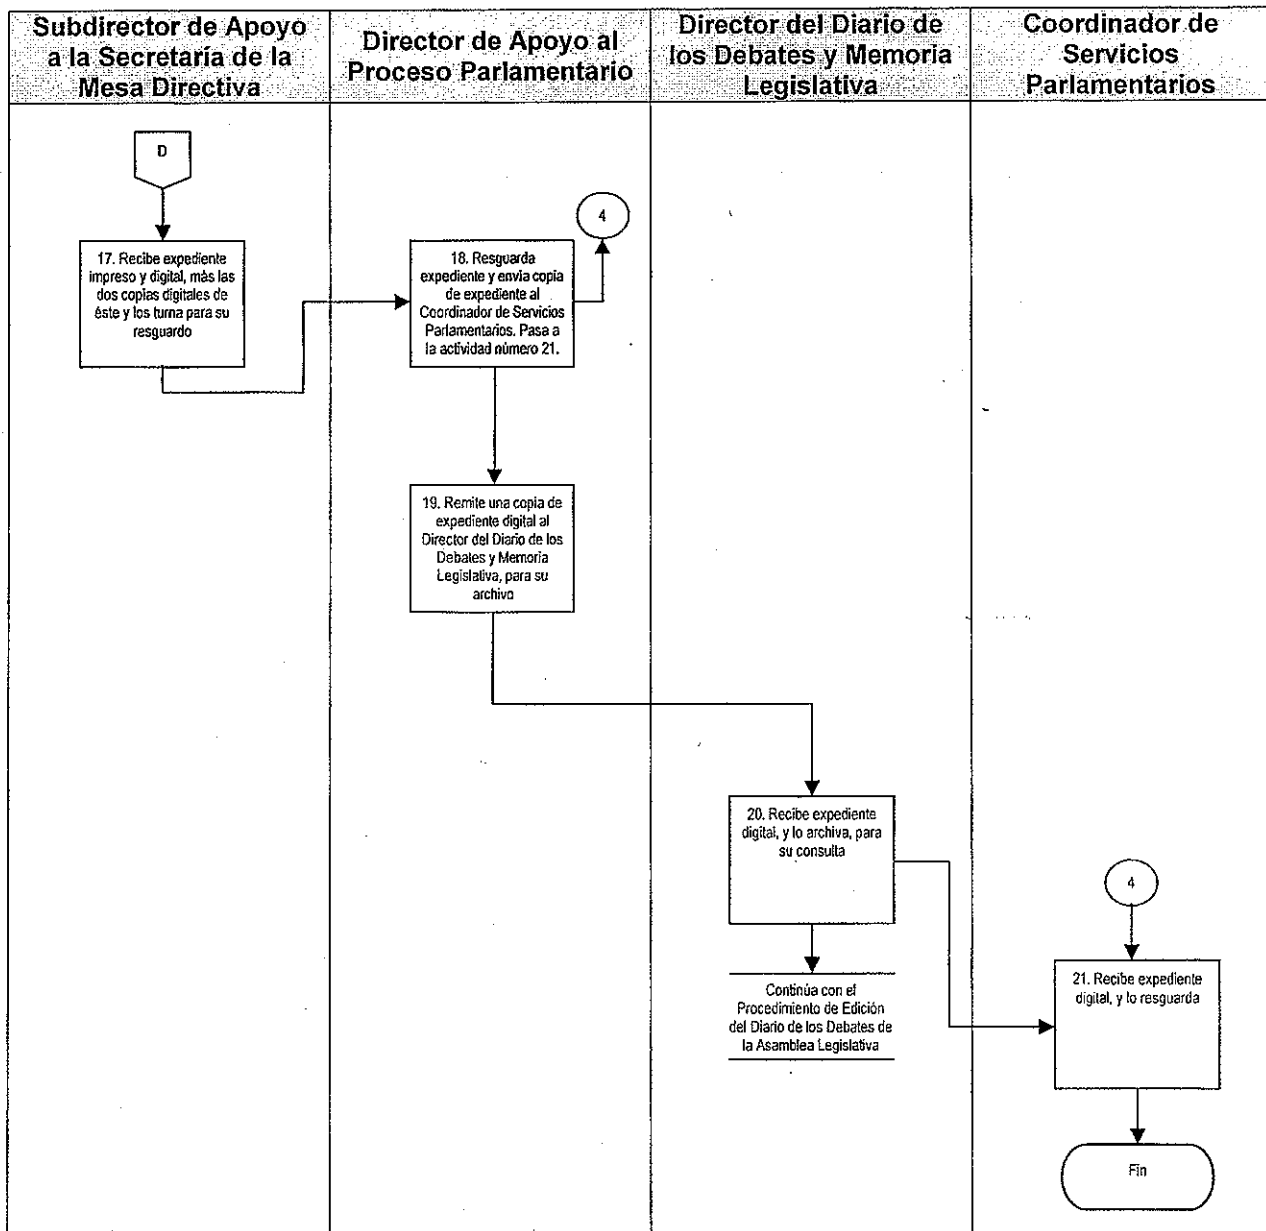 Subdirector de Apoyo
a la Secretaría de la
Mesa Directiva
Director de Apoyo al
Proceso Parlamentario
Director del Diario de
los Debates y Memoria
Legislativa
Coordinador de
Servicios
Parlamentarios
D
17. Recibe expediente
impreso y digital, más las
dos copias digitales de
éste y los turna para su
resguardo
4
18. Resguarda
expediente y envía copia
de expediente al
Coordinador de Servicios
Parlamentarios. Pasa a
la actividad número 21.
19. Remite una copia de
expediente digital al
Director del Diario de los
Debates y Memoria
Legislativa, para su
archivo
20. Recibe expediente
digital, y lo archiva, para
su consulta
Continúa con el
Procedimiento de Edición
del Diario de los Debates de
la Asamblea Legislativa
4
21. Recibe expediente
digital, y lo resguarda
Fin